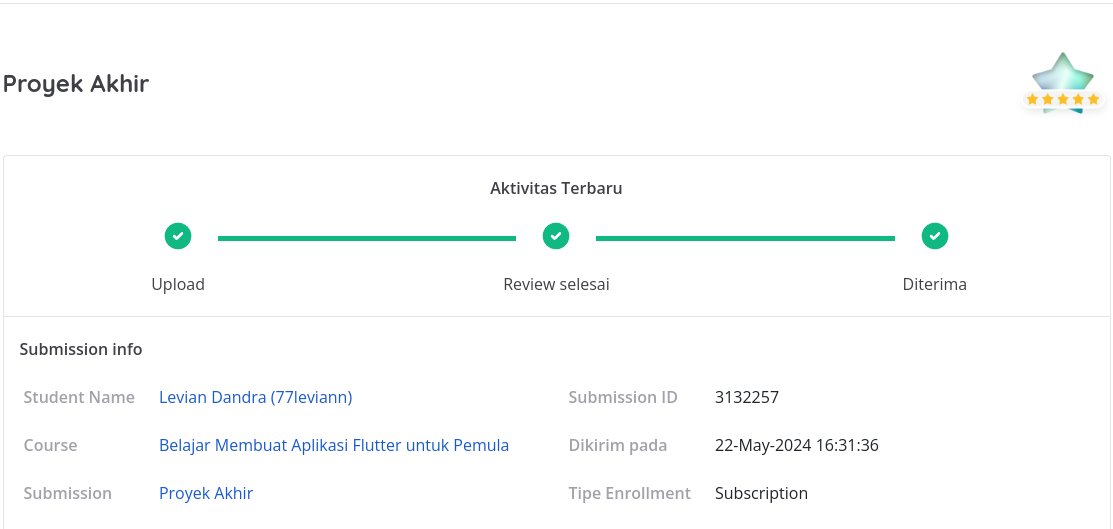 Proyek Akhir
Aktivitas Terbaru
Upload
Review selesai
Diterima
Submission info
Student Name Levian Dandra (77leviann)
Submission ID 3132257
Course Belajar Membuat Aplikasi Flutter untuk Pemula
Dikirim pada 22-May-2024 16:31:36
Submission Proyek Akhir
Tipe Enrollment Subscription